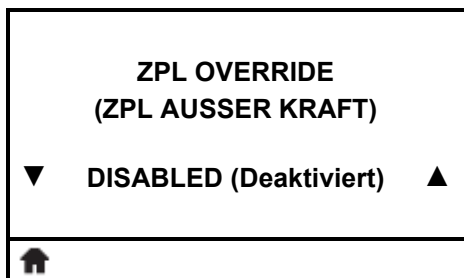 ZPL OVERRIDE
(ZPL AUSSER KRAFT)
▼ DISABLED (Deaktiviert) ▲